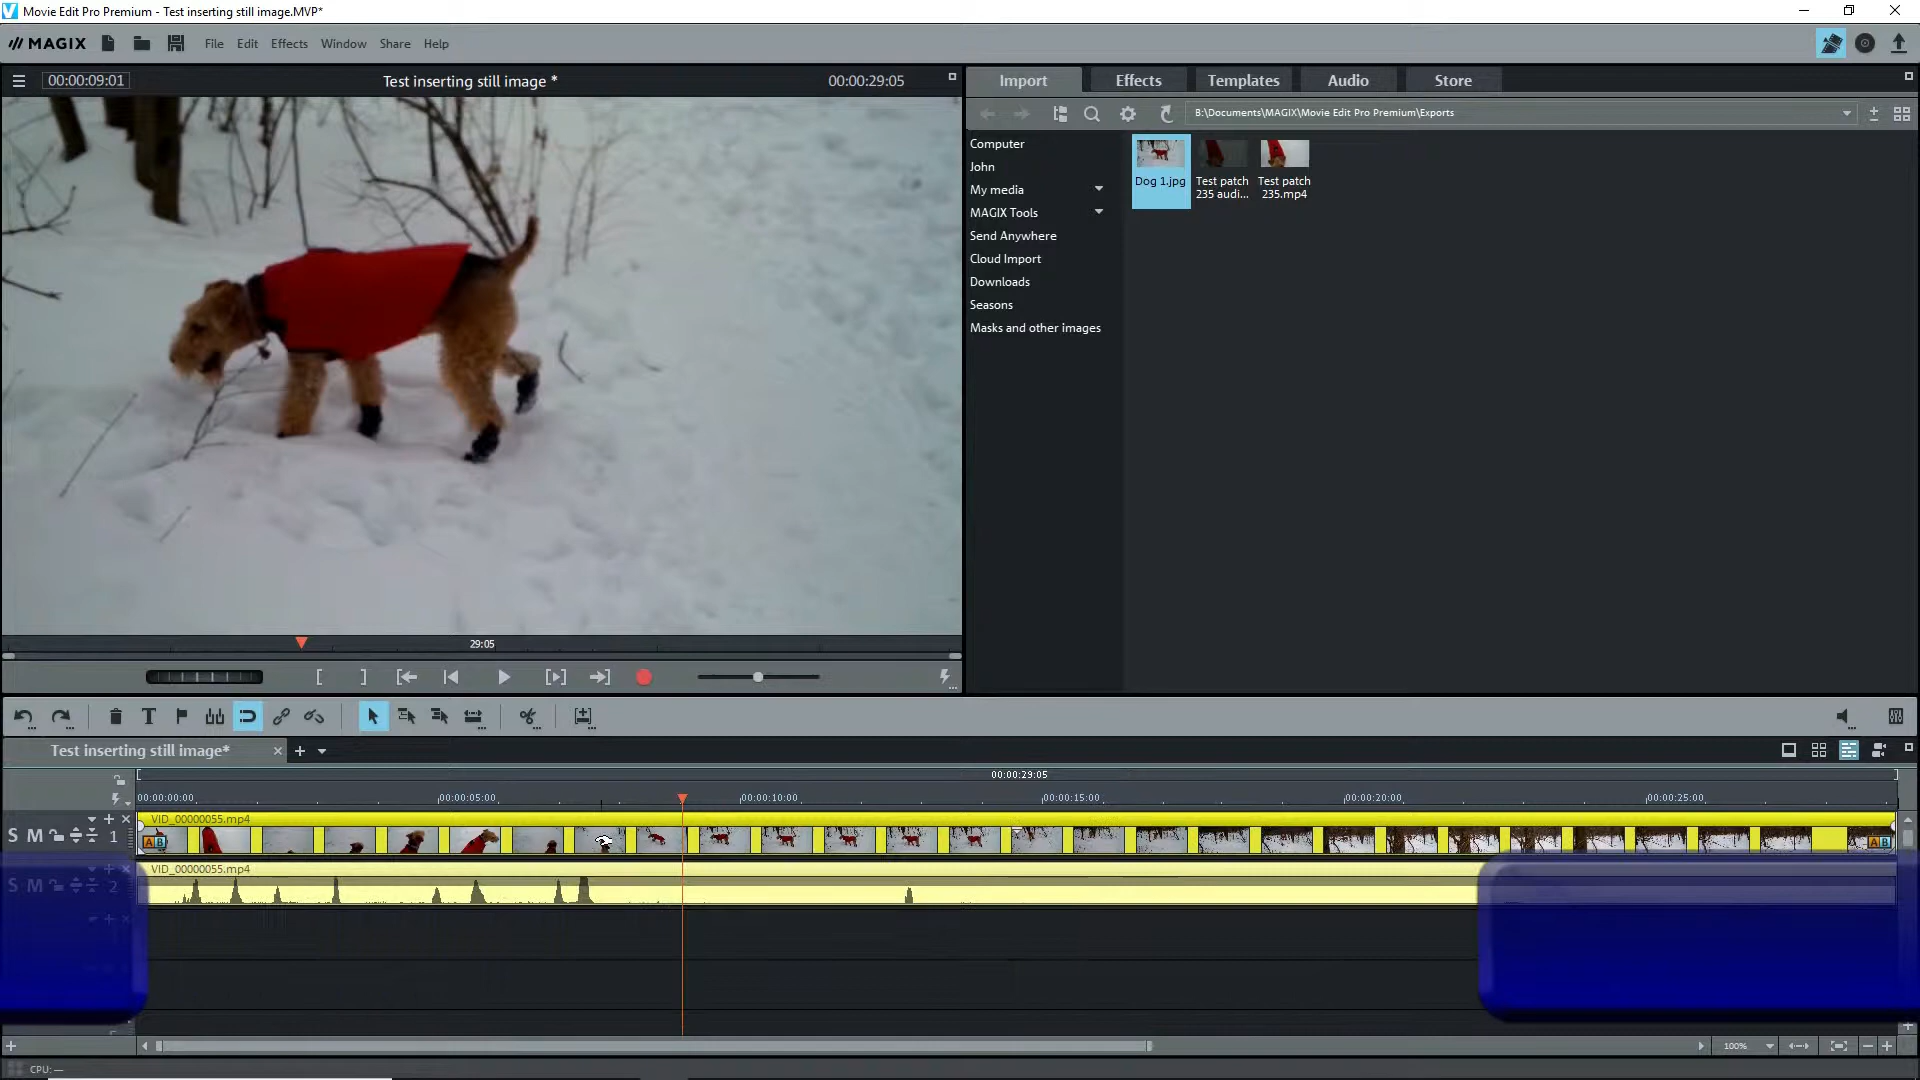 Movie Edit Pro Premium - Test inserting still image.MVP*
MAGIX File Edit Effects Window Share Help
00:00:09:01 Test inserting still image * 00:00:29:05
Import Effects Templates Audio Store
B:\Documents\MAGIX\Movie Edit Pro Premium\Exports
Computer
John
My media
MAGIX Tools
Send Anywhere
Cloud Import
Downloads
Seasons
Masks and other images
Dog 1.jpg
Test patch
235 audi...
Test patch
235.mp4
29:05
Test inserting still image*
00:00:29:05
00:00:00:00 00:00:05:00 00:00:10:00 00:00:15:00 00:00:20:00 00:00:25:00
VID_00000055.mp4
S M 1
A B A B
VID_00000055.mp4
S M 2
100%
CPU: —